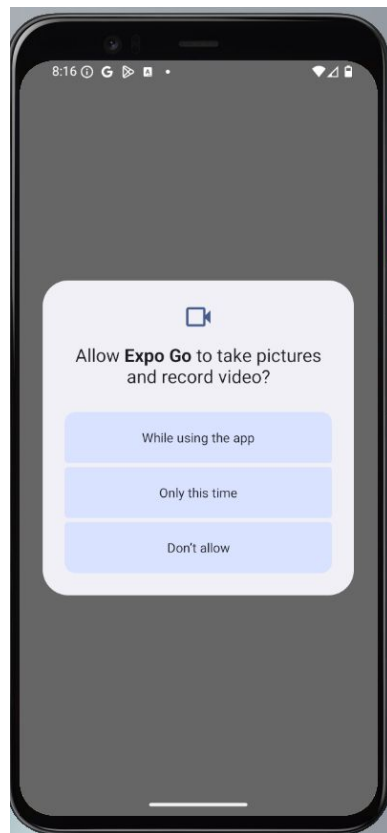 8:16
Allow Expo Go to take pictures
and record video?
While using the app
Only this time
Don't allow